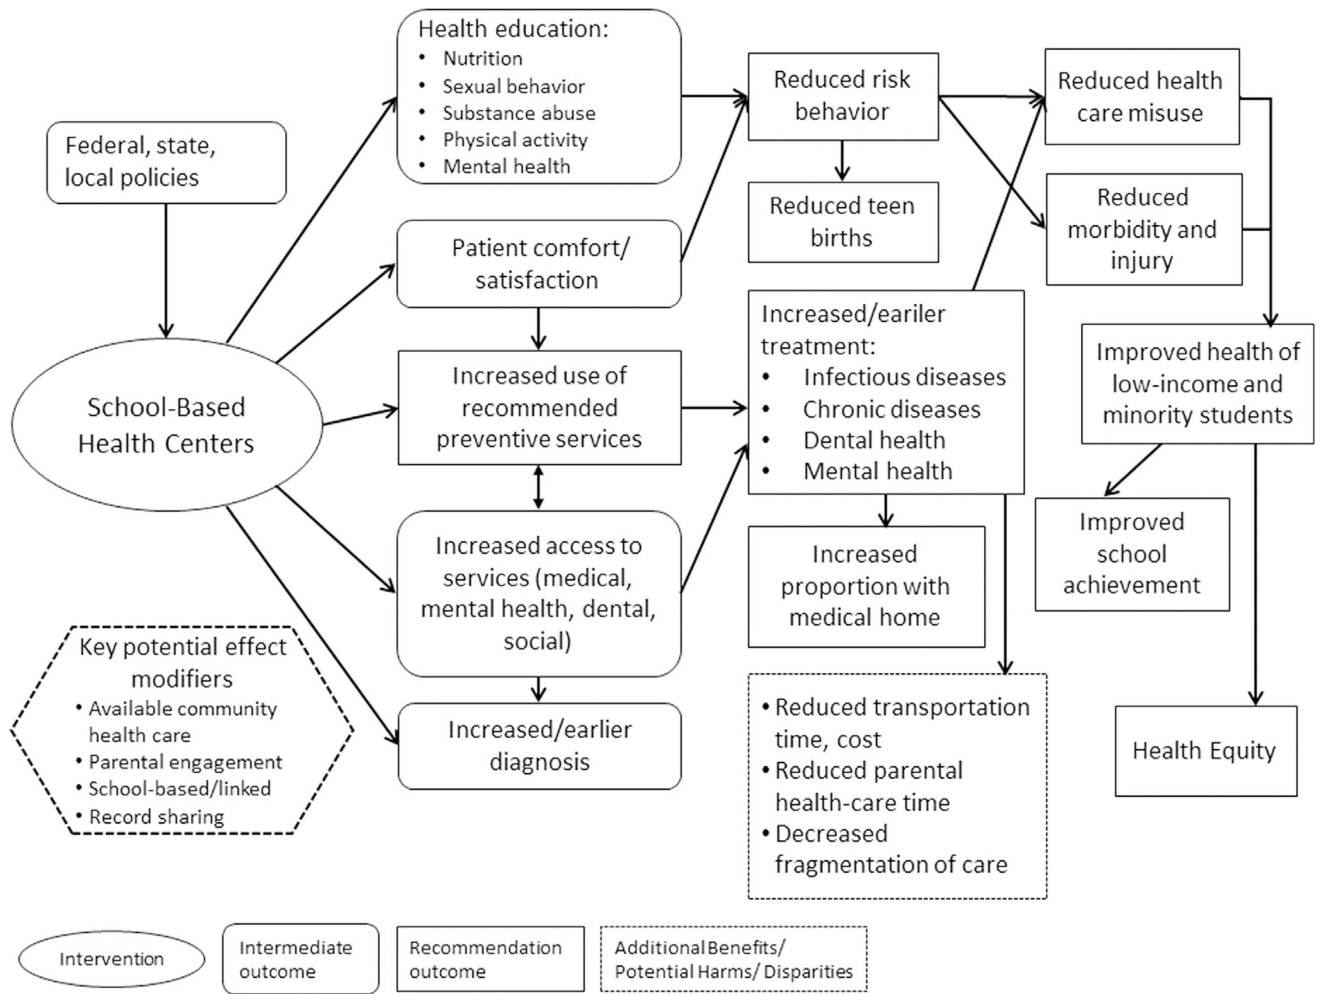 Health education:
• Nutrition
• Sexual behavior
• Substance abuse
• Physical activity
• Mental health
Federal, state,
local policies
Patient comfort/
satisfaction
School-Based
Health Centers
Increased use of
recommended
preventive services
Increased access to
services (medical,
mental health, dental,
social)
Increased/earlier
diagnosis
Key potential effect
modifiers
• Available community
health care
• Parental engagement
• School-based/linked
• Record sharing
Reduced risk
behavior
Reduced teen
births
Increased/eariler
treatment:
• Infectious diseases
• Chronic diseases
• Dental health
• Mental health
Increased
proportion with
medical home
• Reduced transportation
time, cost
• Reduced parental
health-care time
• Decreased
fragmentation of care
Reduced health
care misuse
Reduced
morbidity and
injury
Improved health of
low-income and
minority students
Improved
school
achievement
Health Equity
Intervention
Intermediate
outcome
Recommendation
outcome
Additional Benefits/
Potential Harms/ Disparities